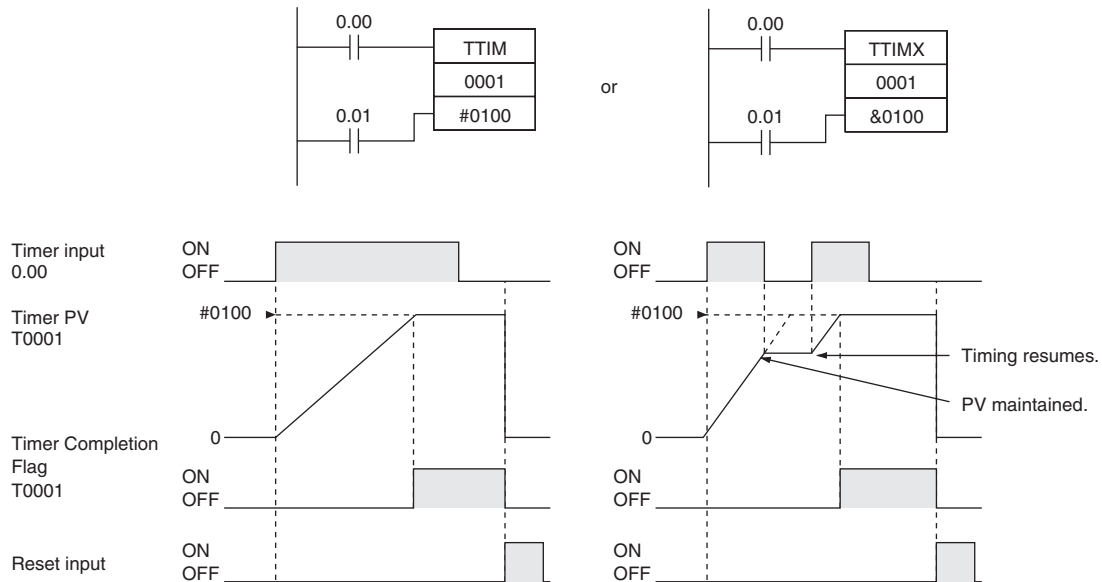 0.00
TTIM
0001
0.01
#0100
or
0.00
TTIMX
0001
0.01
&0100
Timer input
0.00
ON
OFF
ON
OFF
Timer PV
T0001
#0100
#0100
Timing resumes.
PV maintained.
0
0
Timer Completion
Flag
T0001
ON
OFF
ON
OFF
Reset input
ON
OFF
ON
OFF